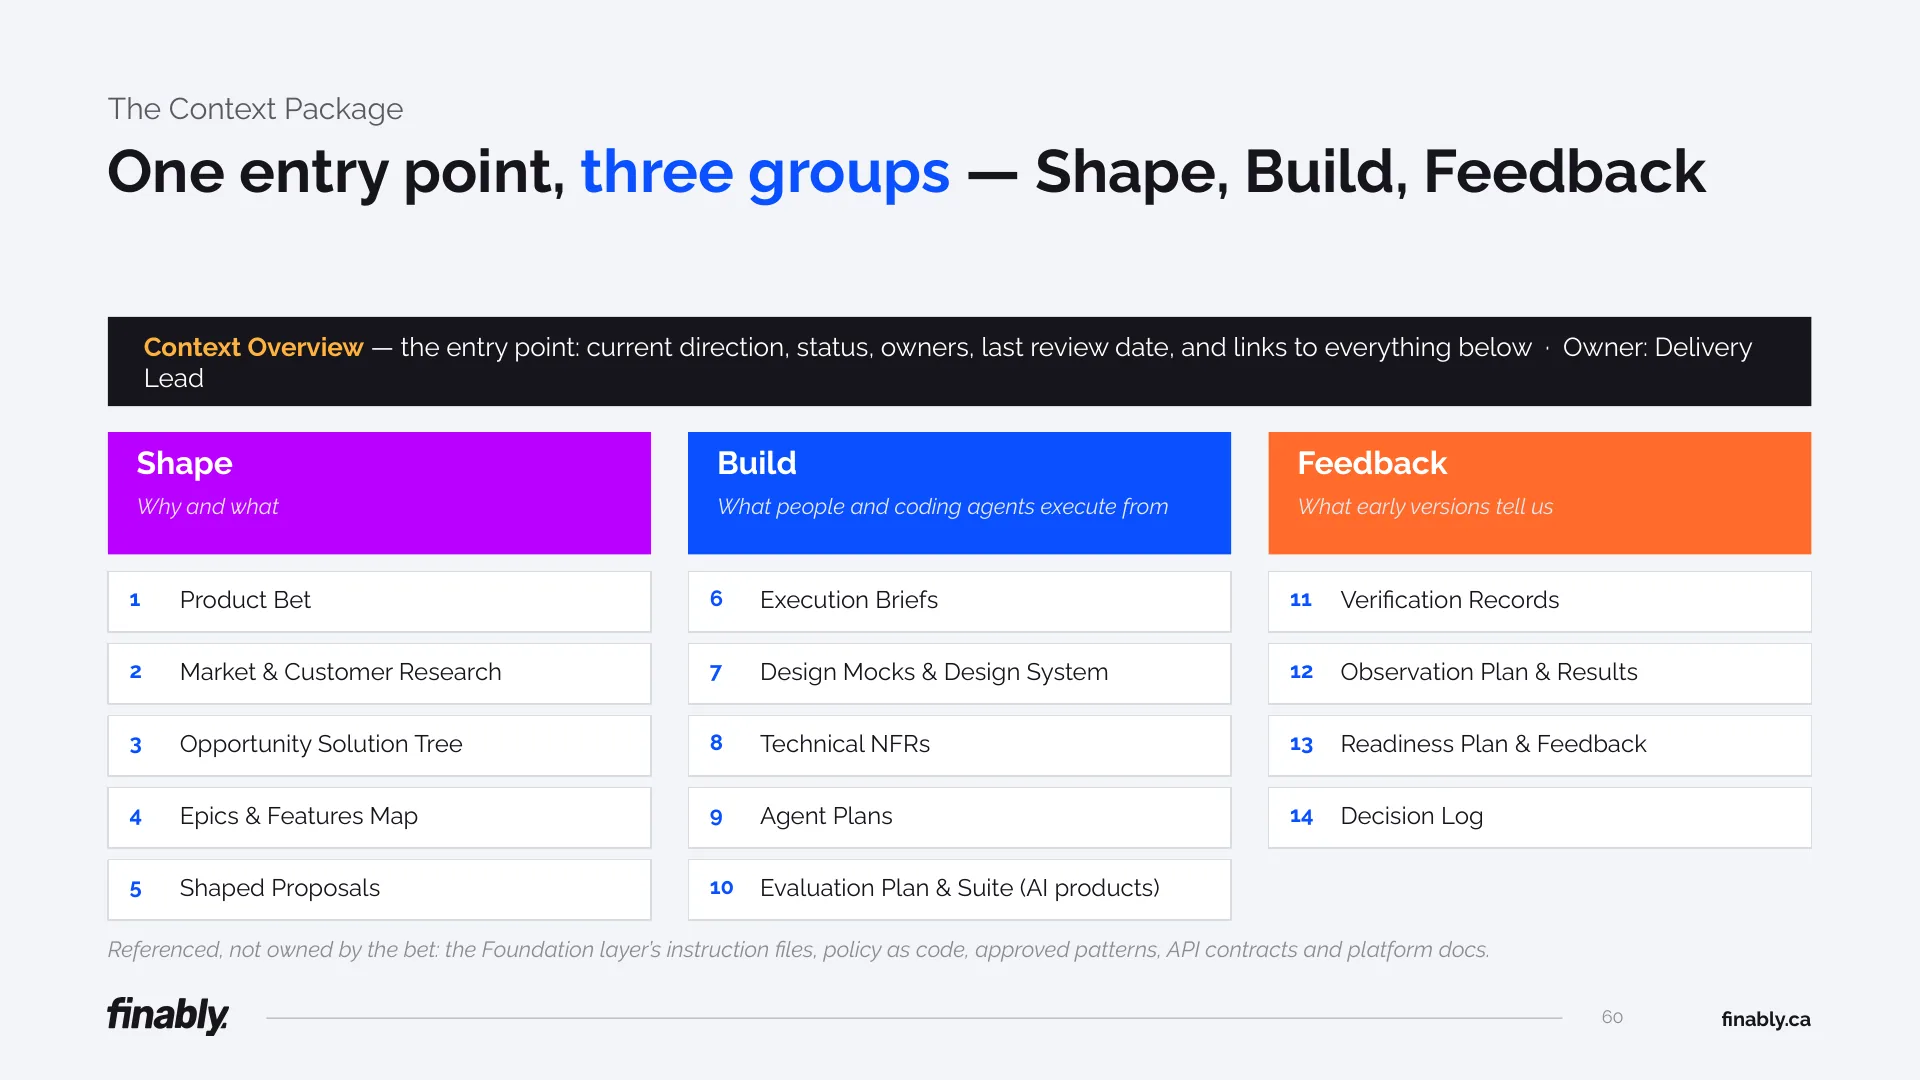 The Context Package
One entry point, three groups — Shape, Build, Feedback
Context Overview — the entry point: current direction, status, owners, last review date, and links to everything below · Owner: Delivery
Lead
Shape
Why and what
1 Product Bet
2 Market & Customer Research
3 Opportunity Solution Tree
4 Epics & Features Map
5 Shaped Proposals
Build
What people and coding agents execute from
6 Execution Briefs
7 Design Mocks & Design System
8 Technical NFRs
9 Agent Plans
10 Evaluation Plan & Suite (AI products)
Feedback
What early versions tell us
11 Verification Records
12 Observation Plan & Results
13 Readiness Plan & Feedback
14 Decision Log
Referenced, not owned by the bet: the Foundation layer’s instruction files, policy as code, approved patterns, API contracts and platform docs.
finably.
60
finably.ca